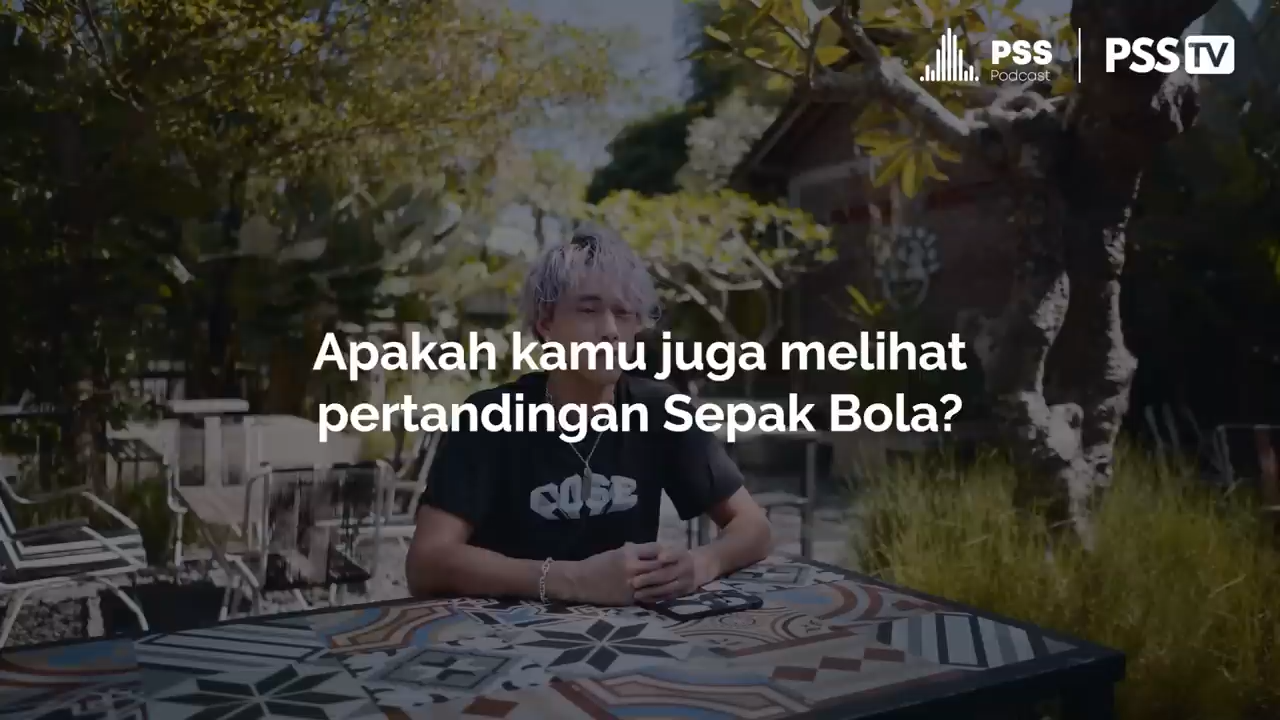 PSS
Podcast
PSS TV
Apakah kamu juga melihat
pertandingan Sepak Bola?
COSE